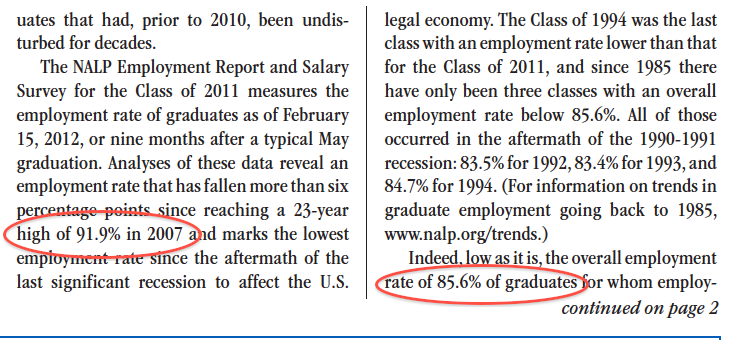 uates that had, prior to 2010, been undis-
turbed for decades.
The NALP Employment Report and Salary
Survey for the Class of 2011 measures the
employment rate of graduates as of February
15, 2012, or nine months after a typical May
graduation. Analyses of these data reveal an
employment rate that has fallen more than six
percentage points since reaching a 23-year
high of 91.9% in 2007 and marks the lowest
employment rate since the aftermath of the
last significant recession to affect the U.S.
legal economy. The Class of 1994 was the last
class with an employment rate lower than that
for the Class of 2011, and since 1985 there
have only been three classes with an overall
employment rate below 85.6%. All of those
occurred in the aftermath of the 1990-1991
recession: 83.5% for 1992, 83.4% for 1993, and
84.7% for 1994. (For information on trends in
graduate employment going back to 1985,
www.nalp.org/trends.)
Indeed, low as it is, the overall employment
rate of 85.6% of graduates for whom employ-
continued on page 2